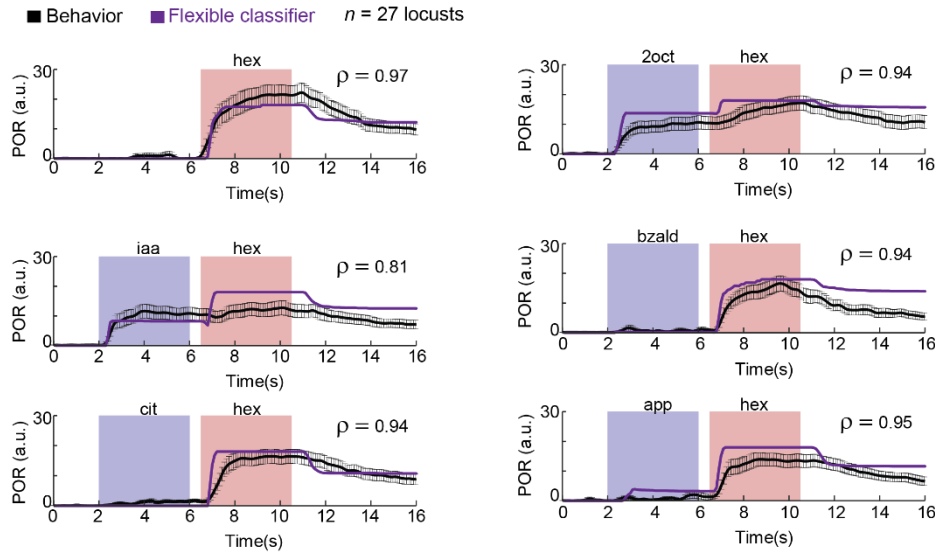 Behavior Flexible classifier n = 27 locusts
hex
ρ = 0.97
30
0
POR (a.u.)
0 2 4 6 8 10 12 14 16
Time(s)
2oct hex
ρ = 0.94
30
0
POR (a.u.)
0 2 4 6 8 10 12 14 16
Time(s)
iaa hex
ρ = 0.81
30
0
POR (a.u.)
0 2 4 6 8 10 12 14 16
Time(s)
bzald hex
ρ = 0.94
30
0
POR (a.u.)
0 2 4 6 8 10 12 14 16
Time(s)
cit hex
ρ = 0.94
30
0
POR (a.u.)
0 2 4 6 8 10 12 14 16
Time(s)
app hex
ρ = 0.95
30
0
POR (a.u.)
0 2 4 6 8 10 12 14 16
Time(s)